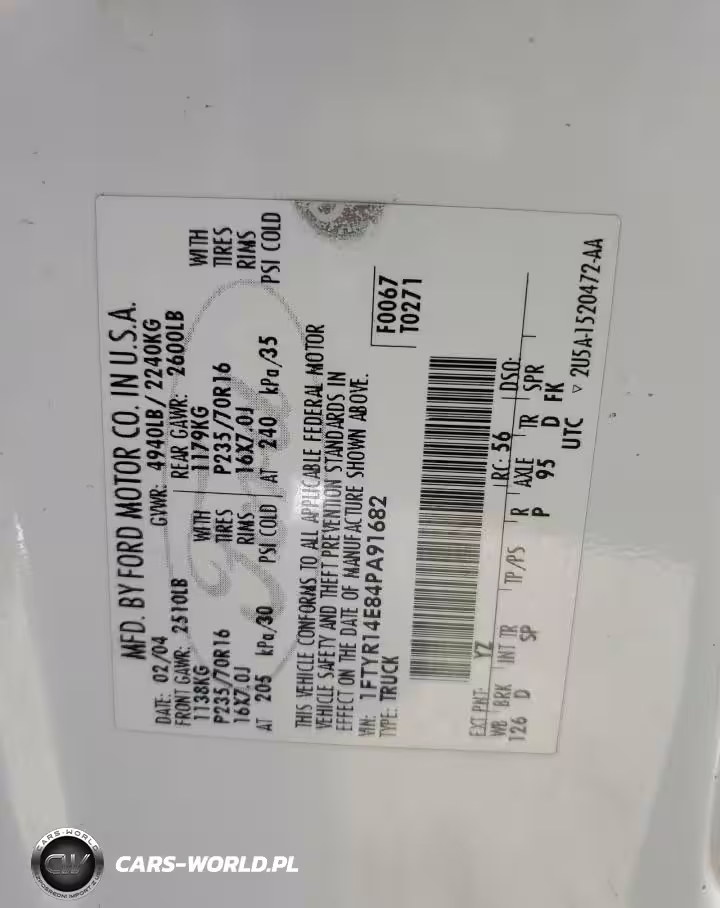 MFD. BY FORD MOTOR CO. IN U.S.A.
DATE: 02/04 GVWR: 4940LB / 2240KG
FRONT GAWR: 2510LB REAR GAWR: 2600LB
1138KG WITH 1179KG WITH
P235/70R16 TIRES P235/70R16 TIRES
16X7.0J RIMS 16X7.0J RIMS
AT 205 kPa/30 PSI COLD AT 240 kPa/35 PSI COLD
THIS VEHICLE CONFORMS TO ALL APPLICABLE FEDERAL MOTOR
VEHICLE SAFETY AND THEFT PREVENTION STANDARDS IN
EFFECT ON THE DATE OF MANUFACTURE SHOWN ABOVE.
VIN: 1FTYR14E84PA91682 F0067
TYPE: TRUCK T0271
EXT PNT: YZ RC: 56 DSO:
WB BRK INT TR TP/PS R AXLE TR SPR
126 D SP P 95 D FK
UTC ▽ 2U5A-1520472-AA
Ford
CARS-WORLD
CW
CARS-WORLD.PL